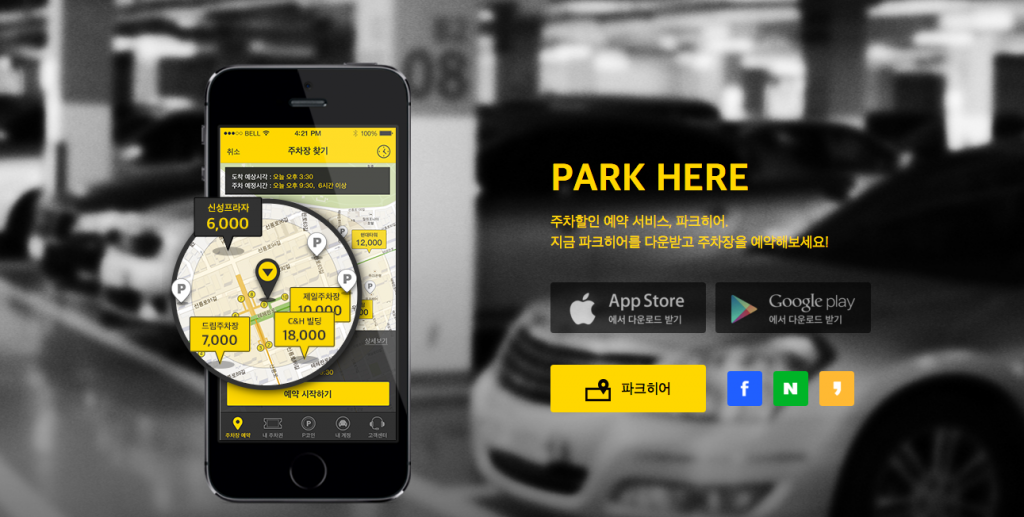 08
●●●○○ BELL 4:21 PM 100%
취소 주차장 찾기
도착 예상시각 : 오늘 오후 3:30
주차 예정시간 : 오늘 오후 9:30, 6시간 이상
신성프라자
6,000
12,000
P
P
P
제일주차장
10,000
C&H 빌딩
18,000
드림주차장
7,000
상세보기
예약 시작하기
주차장 예약
내 주차권
P포인
내 계정
고객센터
PARK HERE
주차할인 예약 서비스, 파크히어.
지금 파크히어를 다운받고 주차장을 예약해보세요!
App Store
에서 다운로드 받기
Google play
에서 다운로드 받기
파크히어
f
N